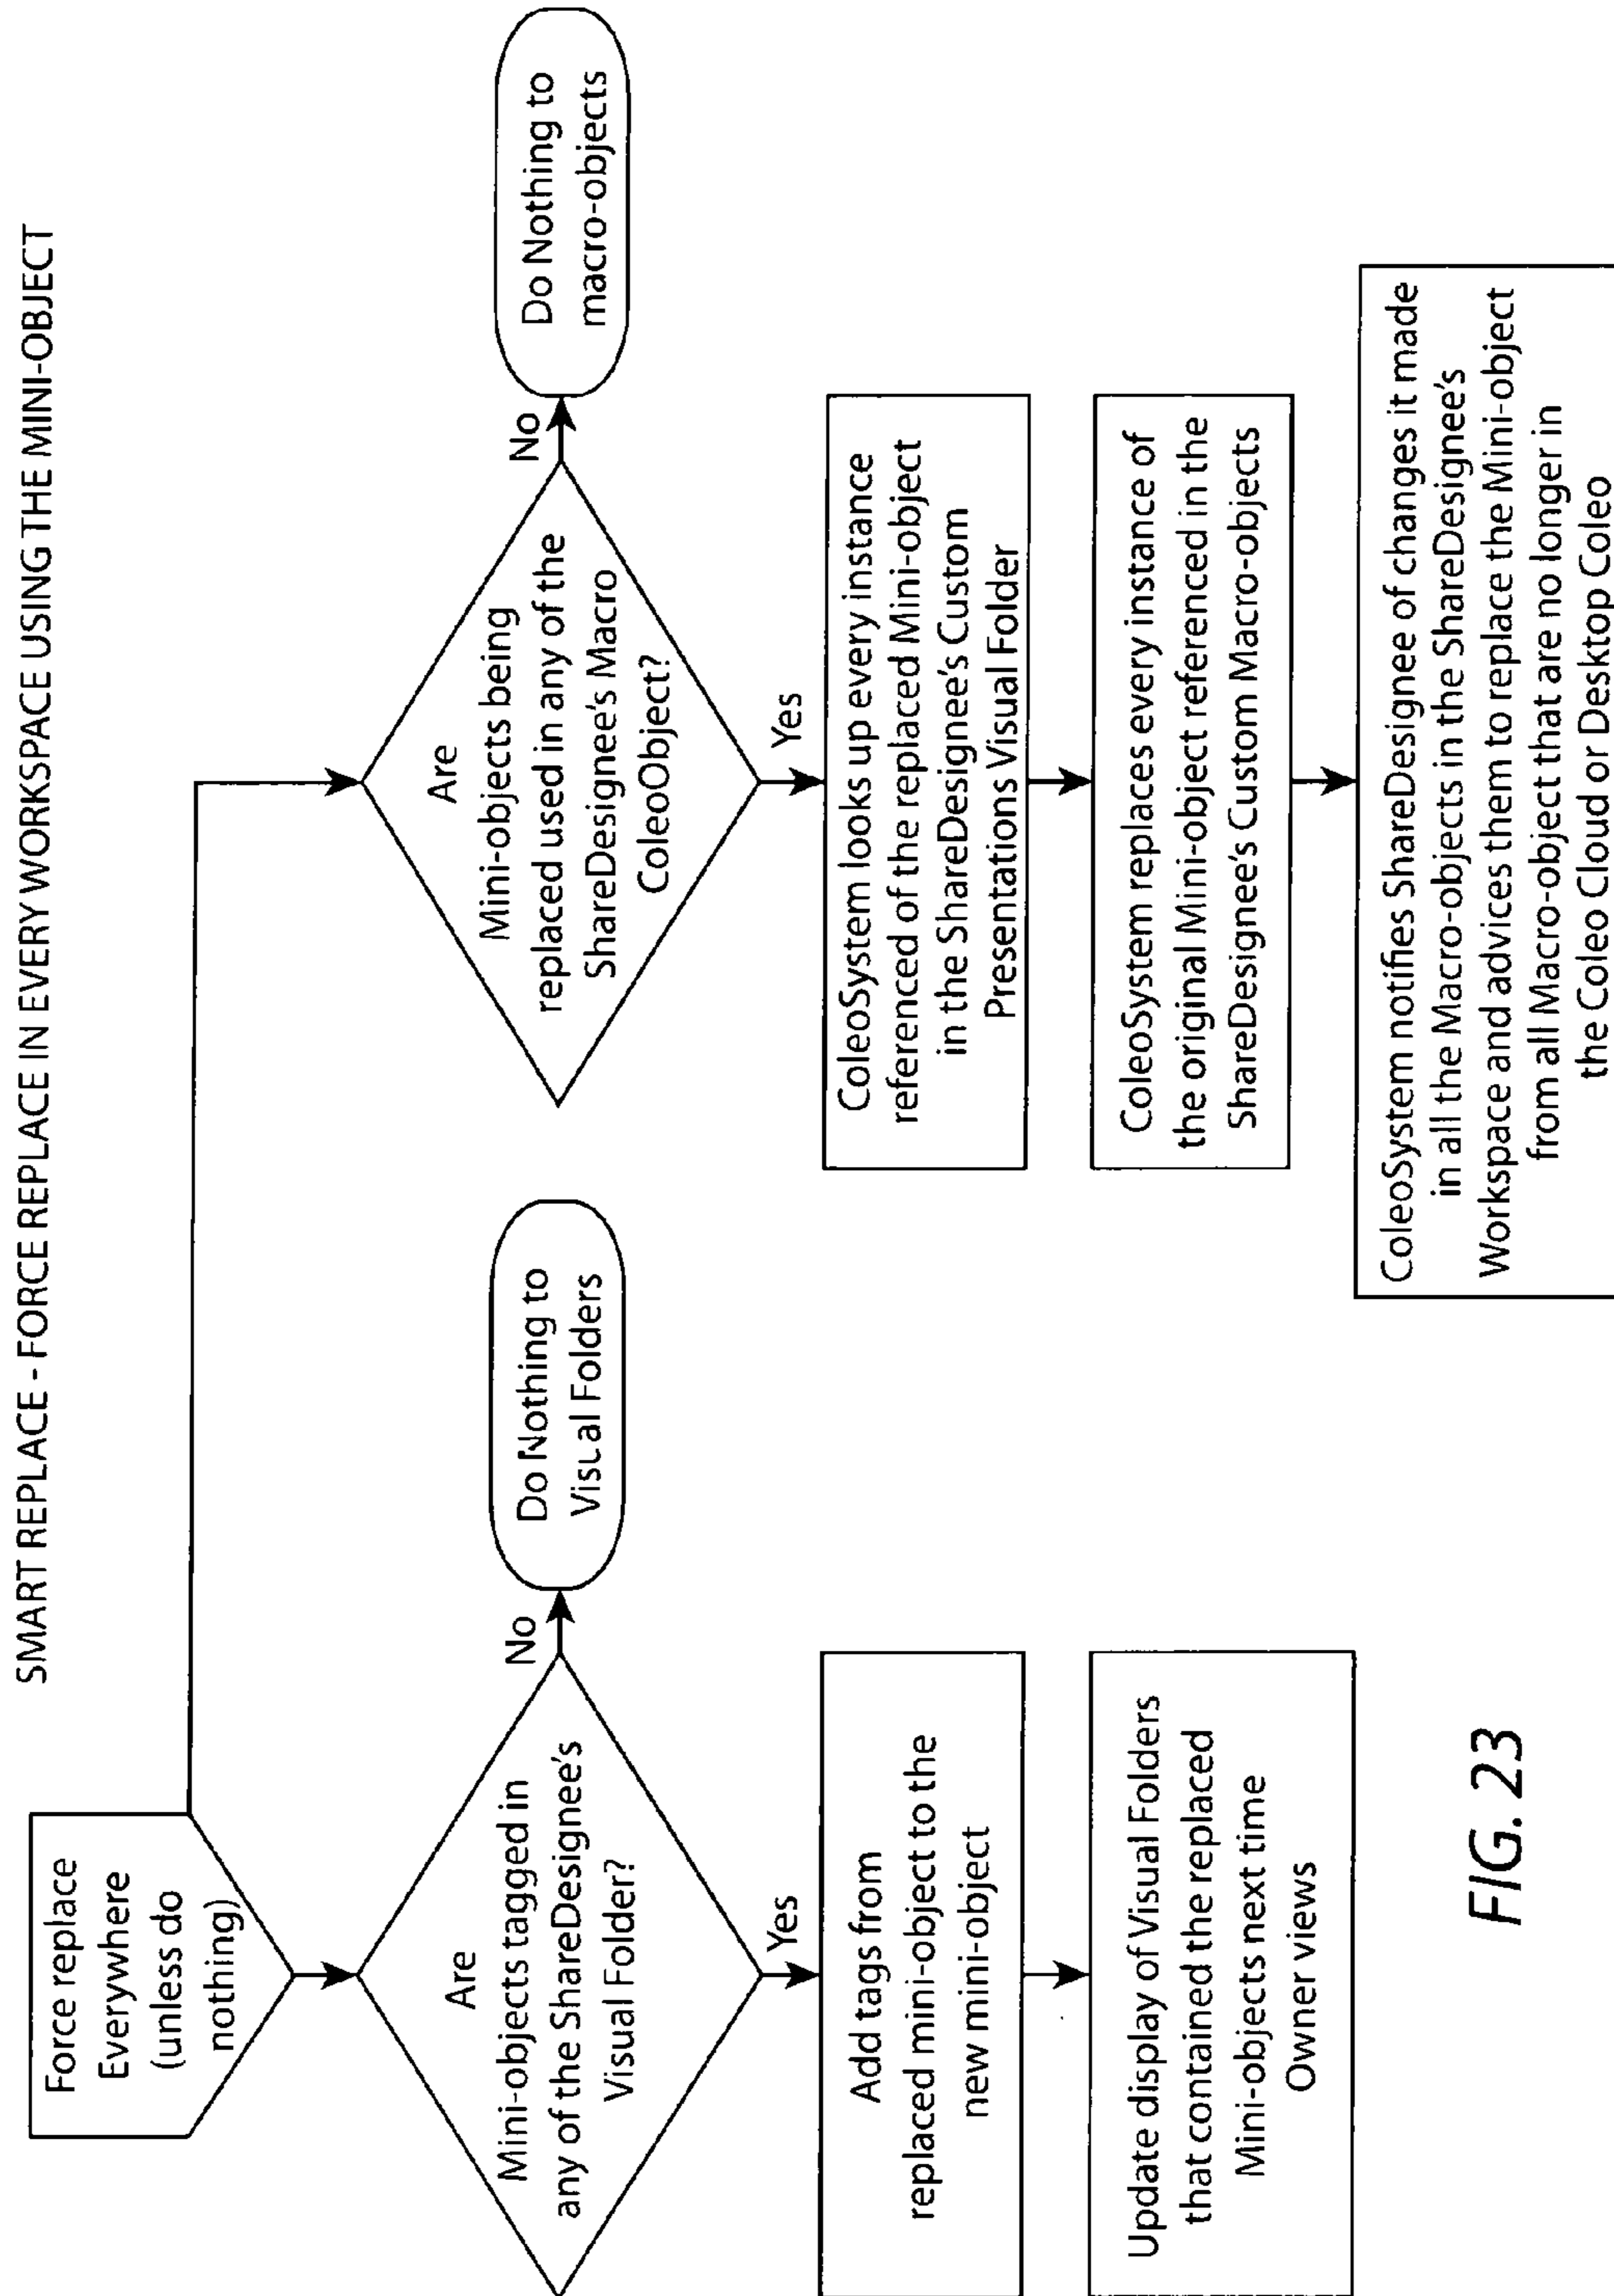 SMART REPLACE - FORCE REPLACE IN EVERY WORKSPACE USING THE MINI-OBJECT
Force replace
Everywhere
(unless do
nothing)
Are
Mini-objects tagged in
any of the ShareDesignee's
Visual Folder?
No
Do Nothing to
Visual Folders
Yes
Add tags from
replaced mini-object to the
new mini-object
Update display of Visual Folders
that contained the replaced
Mini-objects next time
Owner views
Are
Mini-objects being
replaced used in any of the
ShareDesignee's Macro
ColeoObject?
No
Do Nothing to
macro-objects
Yes
ColeoSystem looks up every instance
referenced of the replaced Mini-object
in the ShareDesignee's Custom
Presentations Visual Folder
ColeoSystem replaces every instance of
the original Mini-object referenced in the
ShareDesignee's Custom Macro-objects
ColeoSystem notifies ShareDesignee of changes it made
in all the Macro-objects in the ShareDesignee's
Workspace and advices them to replace the Mini-object
from all Macro-object that are no longer in
the Coleo Cloud or Desktop Coleo
FIG. 23